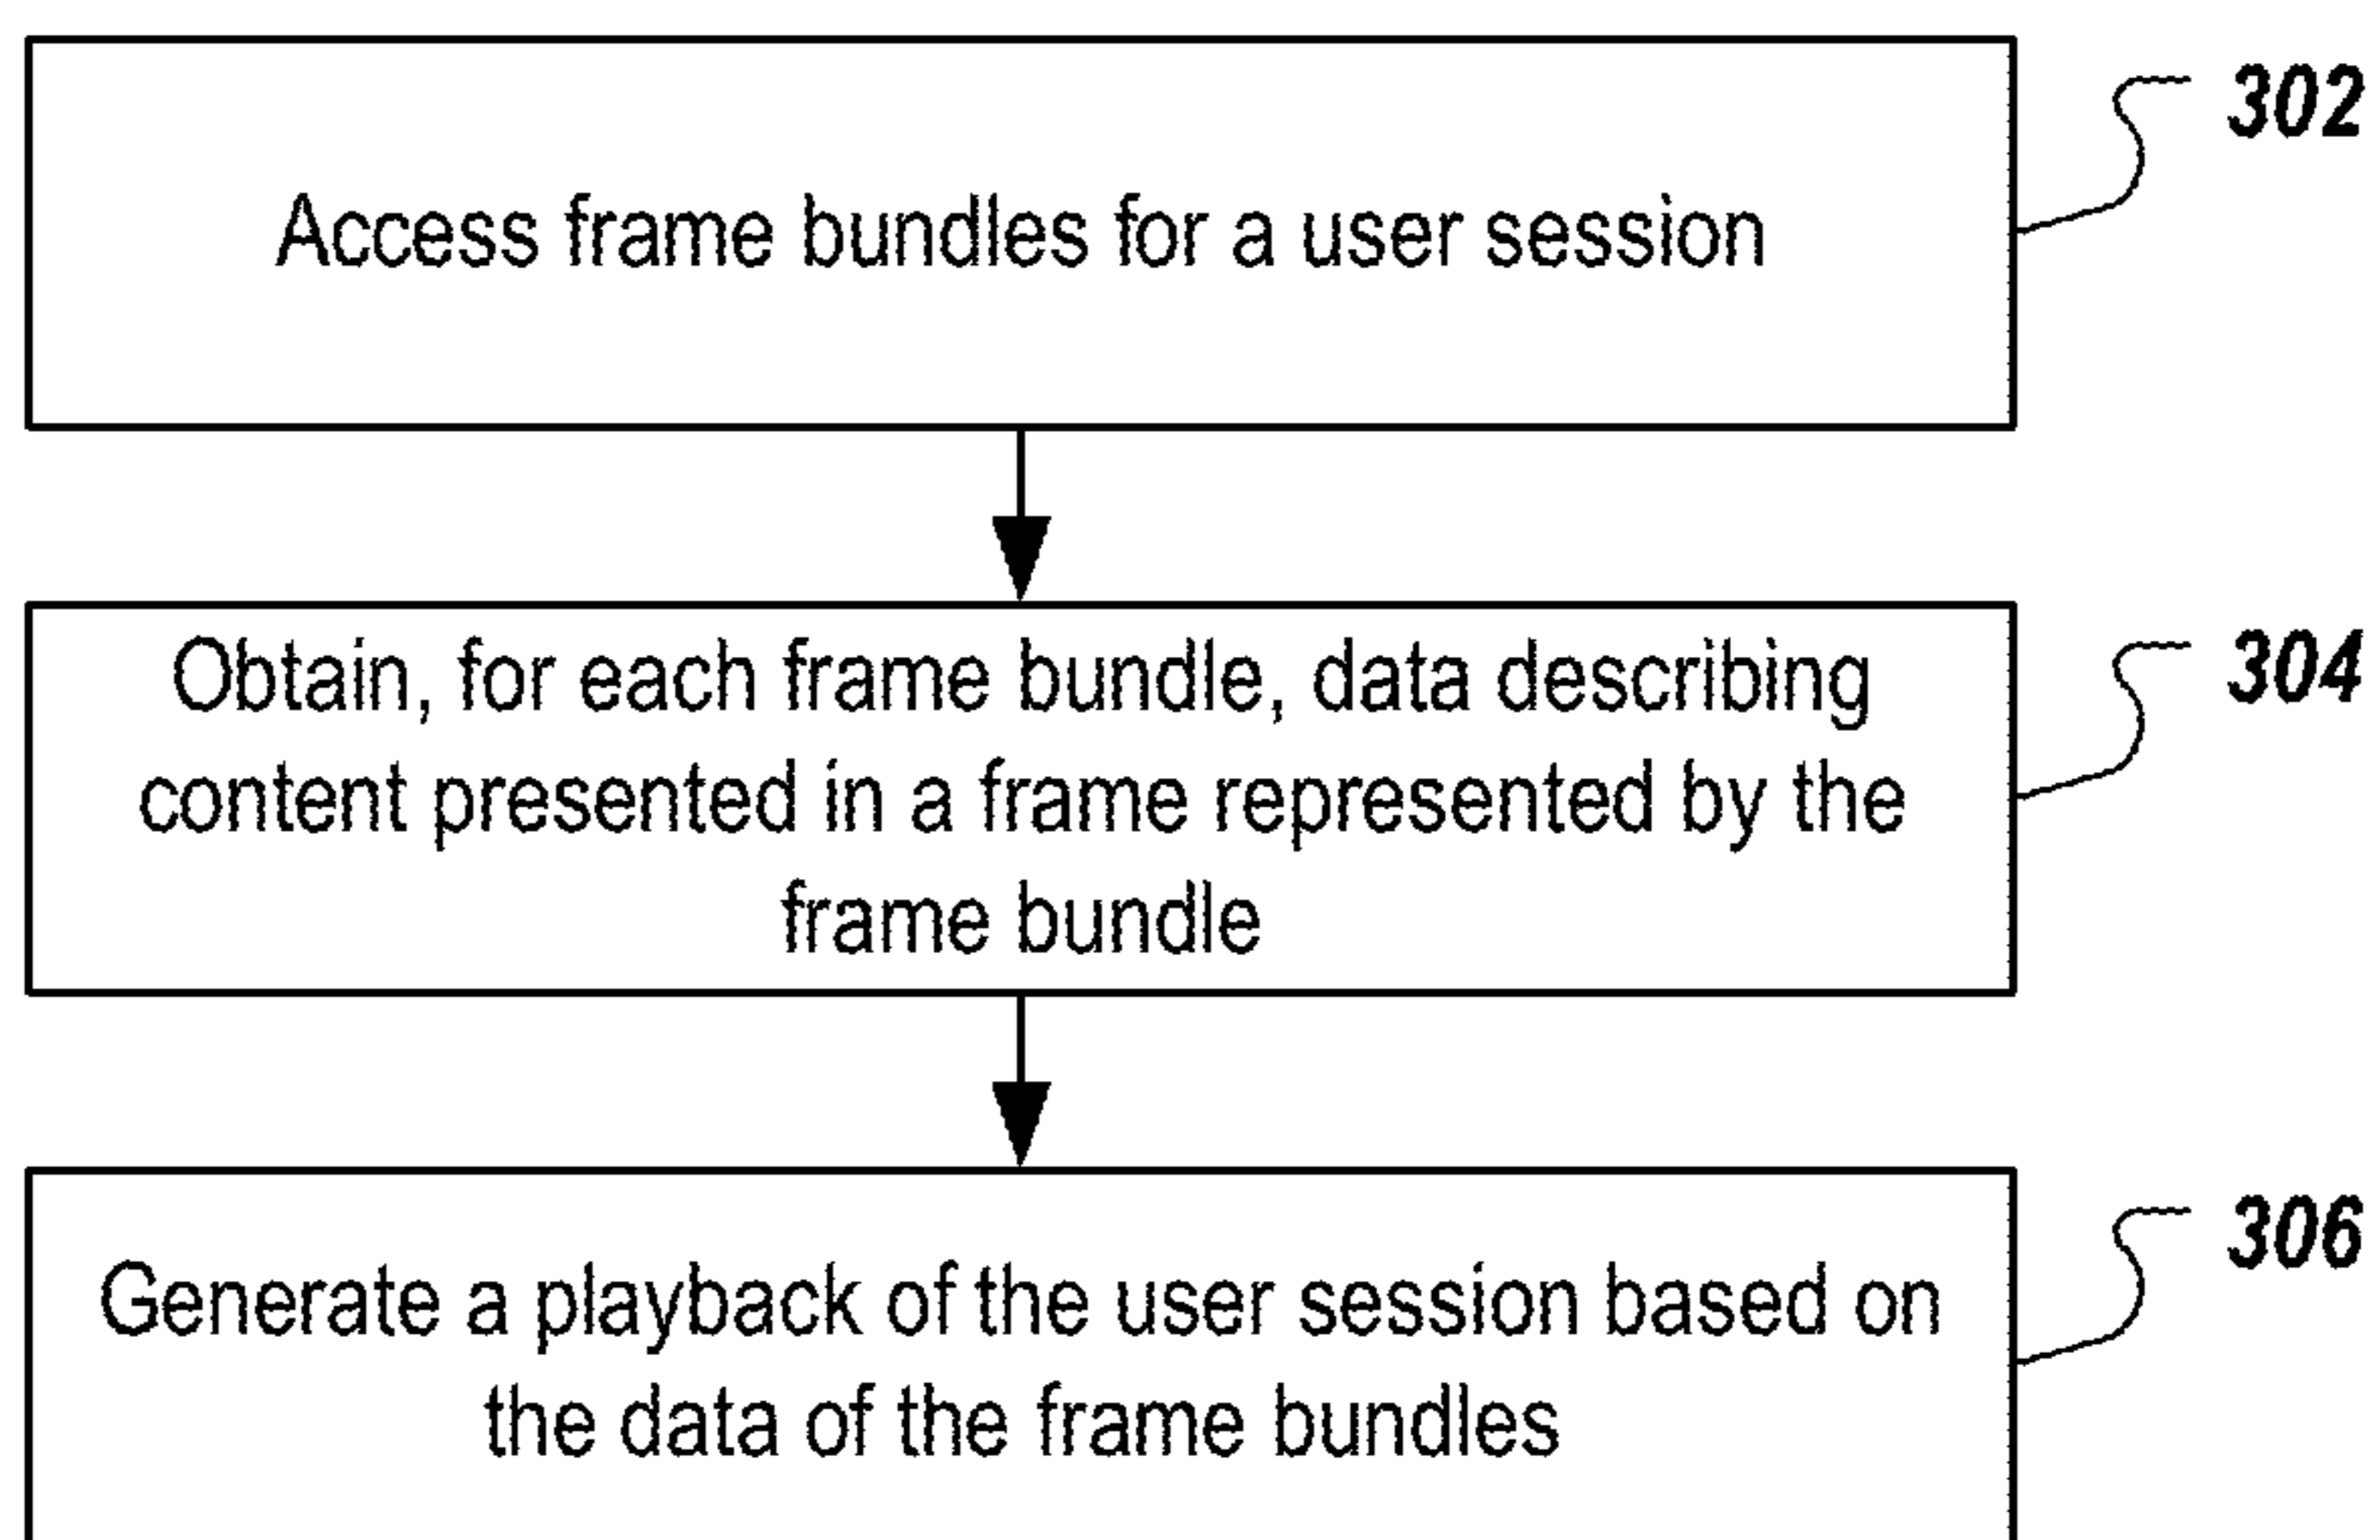 Access frame bundles for a user session
302
Obtain, for each frame bundle, data describing
content presented in a frame represented by the
frame bundle
304
Generate a playback of the user session based on
the data of the frame bundles
306